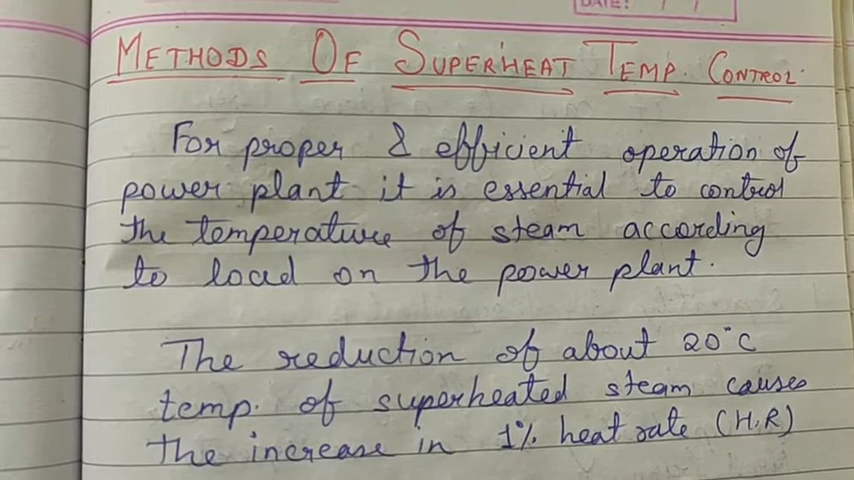 DATE: / /
METHODS OF SUPERHEAT TEMP. CONTROL.
For proper & efficient operation of
power plant it is essential to control
the temperature of steam according
to load on the power plant.
The reduction of about 20°C
temp. of superheated steam causes
the increase in 1% heat rate (H.R)